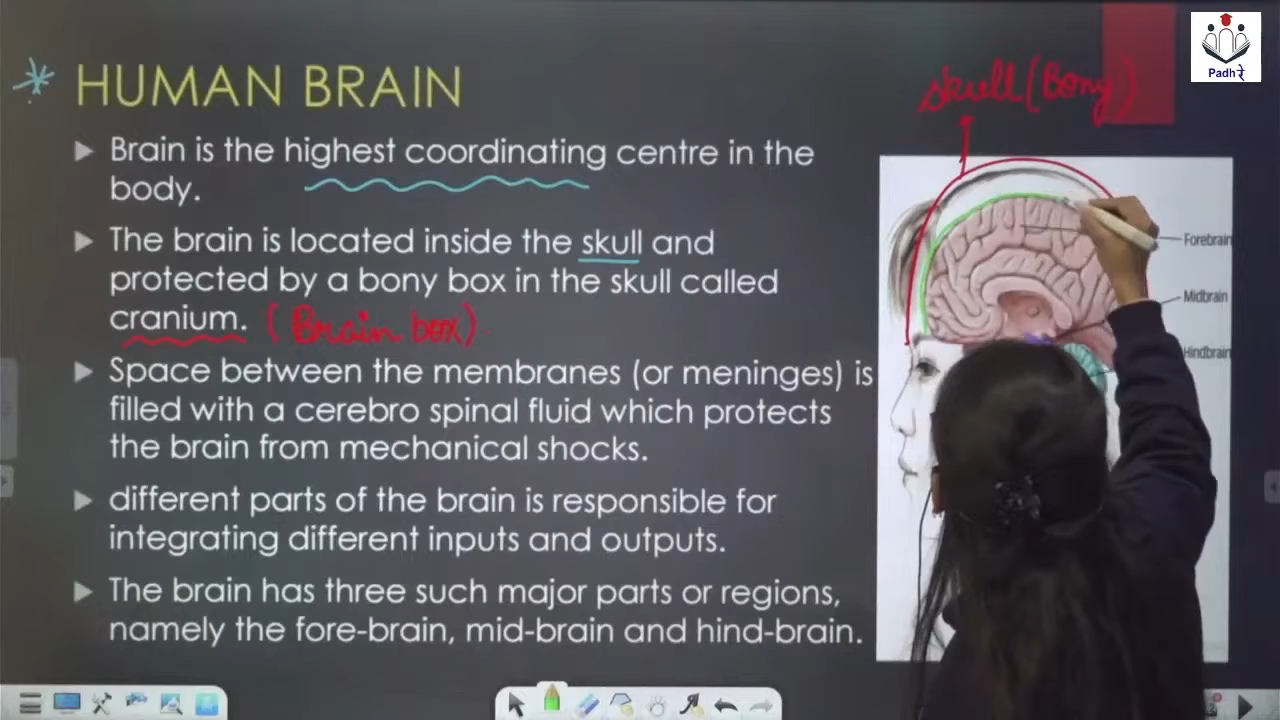 Padhरे
skull (Bony)
HUMAN BRAIN
Brain is the highest coordinating centre in the
body.
The brain is located inside the skull and
protected by a bony box in the skull called
cranium. (Brain box)
Space between the membranes (or meninges) is
filled with a cerebro spinal fluid which protects
the brain from mechanical shocks.
different parts of the brain is responsible for
integrating different inputs and outputs.
The brain has three such major parts or regions,
namely the fore-brain, mid-brain and hind-brain.
Forebrain
Midbrain
Hindbrain